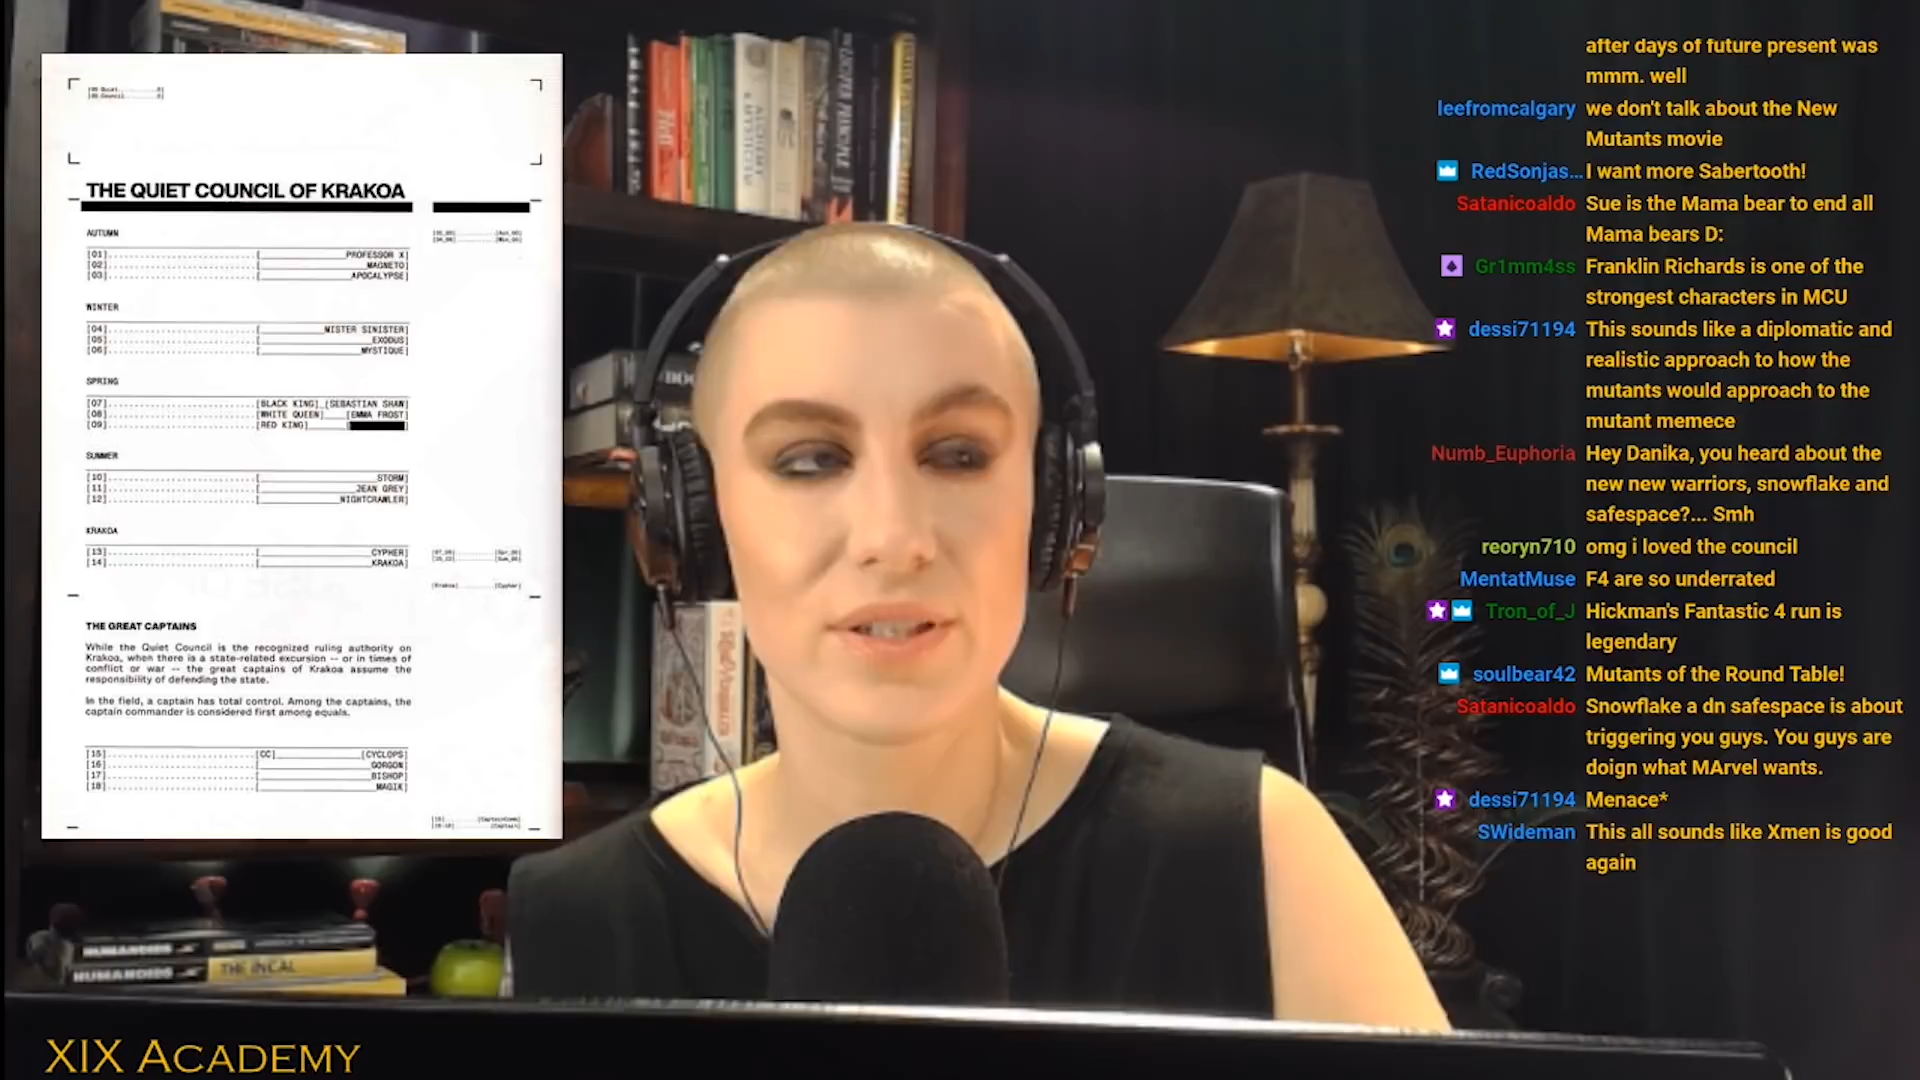 THE QUIET COUNCIL OF KRAKOA
AUTUMN
[01] PROFESSOR X]
[02] MAGNETO]
[03] APOCALYPSE]
WINTER
[04] MISTER SINISTER]
[05] EXODUS]
[06] MYSTIQUE]
SPRING
[07] [BLACK KING] [SEBASTIAN SHAW]
[08] [WHITE QUEEN] [EMMA FROST]
[09] [RED KING]
SUMMER
[10] STORM]
[11] JEAN GREY]
[12] NIGHTCRAWLER]
KRAKOA
[13] CYPHER]
[14] KRAKOA]
THE GREAT CAPTAINS
While the Quiet Council is the recognized ruling authority on
Krakoa, when there is a state-related excursion -- or in times of
conflict or war -- the great captains of Krakoa assume the
responsibility of defending the state.
In the field, a captain has total control. Among the captains, the
captain commander is considered first among equals.
[15] [CC] [CYCLOPS]
[16] GORGON]
[17] BISHOP]
[18] MAGIK]
after days of future present was
mmm. well
leefromcalgary we don't talk about the New
Mutants movie
RedSonjas... I want more Sabertooth!
Satanicoaldo Sue is the Mama bear to end all
Mama bears D:
Gr1mm4ss Franklin Richards is one of the
strongest characters in MCU
dessi71194 This sounds like a diplomatic and
realistic approach to how the
mutants would approach to the
mutant memece
Numb_Euphoria Hey Danika, you heard about the
new new warriors, snowflake and
safespace?... Smh
reoryn710 omg i loved the council
MentatMuse F4 are so underrated
Tron_of_J Hickman's Fantastic 4 run is
legendary
soulbear42 Mutants of the Round Table!
Satanicoaldo Snowflake a dn safespace is about
triggering you guys. You guys are
doign what MArvel wants.
dessi71194 Menace*
SWideman This all sounds like Xmen is good
again
HUMANOIDS
HUMANOIDS THE INCAL
XIX ACADEMY